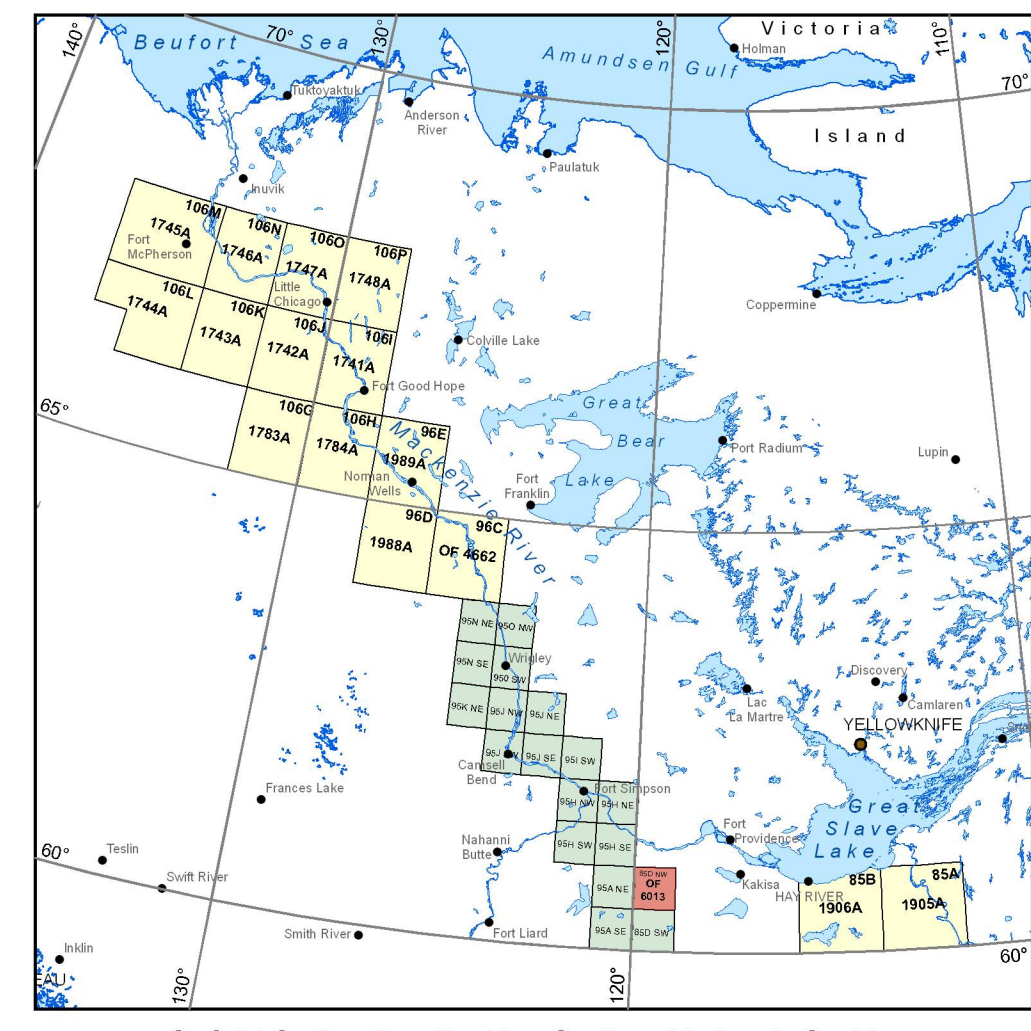 Victoria
Holman
Beufort Sea
70°
140°
130°
120°
110°
70°
Amundsen Gulf
Tuktoyaktuk
Anderson
River
Island
Paulatuk
Inuvik
106M
1745A
Fort
McPherson
106N
1746A
106O
1747A
106P
1748A
Little
Chicago
106L
1744A
106K
1743A
106J
1742A
106I
1741A
Coppermine
Colville Lake
Fort Good Hope
65°
106G
1783A
106H
1784A
96E
1989A
Norman
Wells
Mackenzie River
Great
Bear
Lake
Port Radium
Lupin
Fort
Franklin
96D
1988A
96C
OF 4662
95N NE
95O NW
95N SE
Wrigley
95O SW
95K NE
95J NW
95J NE
95J SE
95I SW
Camsell
Bend
Discovery
Camlaren
Lac
La Martre
YELLOWKNIFE
Fort Simpson
95H NW
95H NE
95H SW
95H SE
Frances Lake
Nahanni
Butte
Fort
Providence
Great
Slave
Lake
60°
Teslin
Swift River
95A NE
85D NW
OF
6013
Kakisa
HAY RIVER
85B
1906A
85A
1905A
Smith River
Fort Liard
95A SE
85D SW
Inklin
EAU
130°
120°
60°